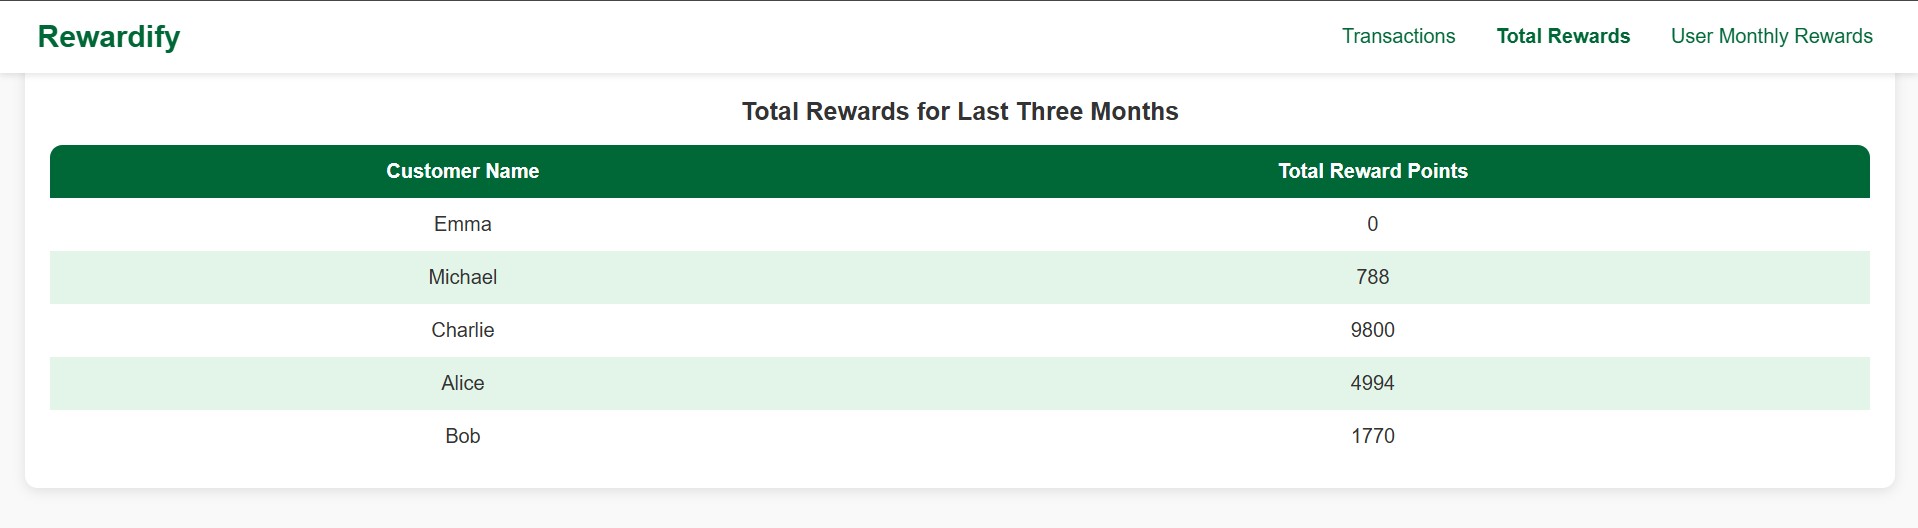 Rewardify Transactions Total Rewards User Monthly Rewards
Total Rewards for Last Three Months
Customer Name Total Reward Points
Emma 0
Michael 788
Charlie 9800
Alice 4994
Bob 1770